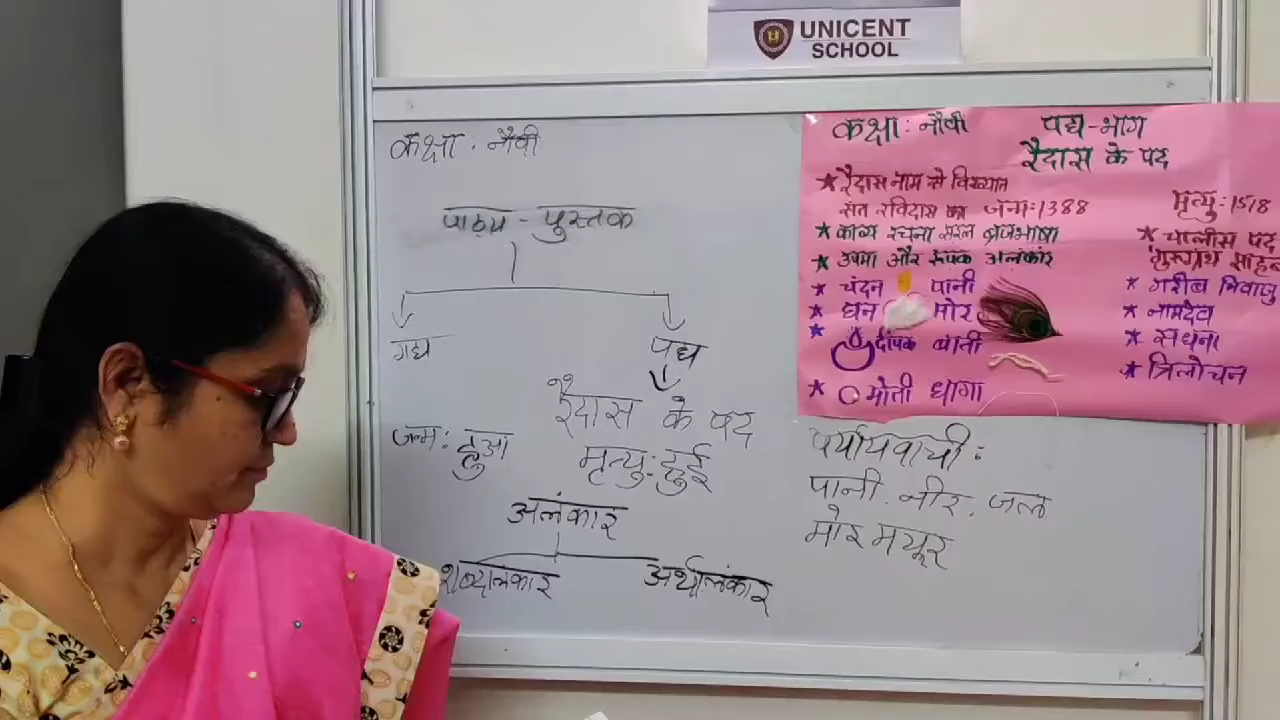 UNICENT
SCHOOL
कक्षा : नौवी
पाठ्य - पुस्तक
गद्य
पद्य
रैदास के पद
जन्म : हुआ
मृत्यु : हुई
अलंकार
शब्दालंकार
अर्थालंकार
कक्षा : नौवी
पद्य - भाग
रैदास के पद
★ रैदास नाम से विख्यात
संत रविदास का जन्म : 1388
मृत्यु : 1518
★ काव्य रचना सरल ब्रजभाषा
★ उपमा और रूपक अलंकार
★ चंदन पानी
★ घन मोर
★ दीपक बाती
★ मोती धागा
★ चालीस पद
गुरुग्रंथ साहब
★ गरीब निवाजु
★ नामदेव
★ सधना
★ त्रिलोचन
पर्यायवाची :
पानी . नीर . जल
मोर मयूर